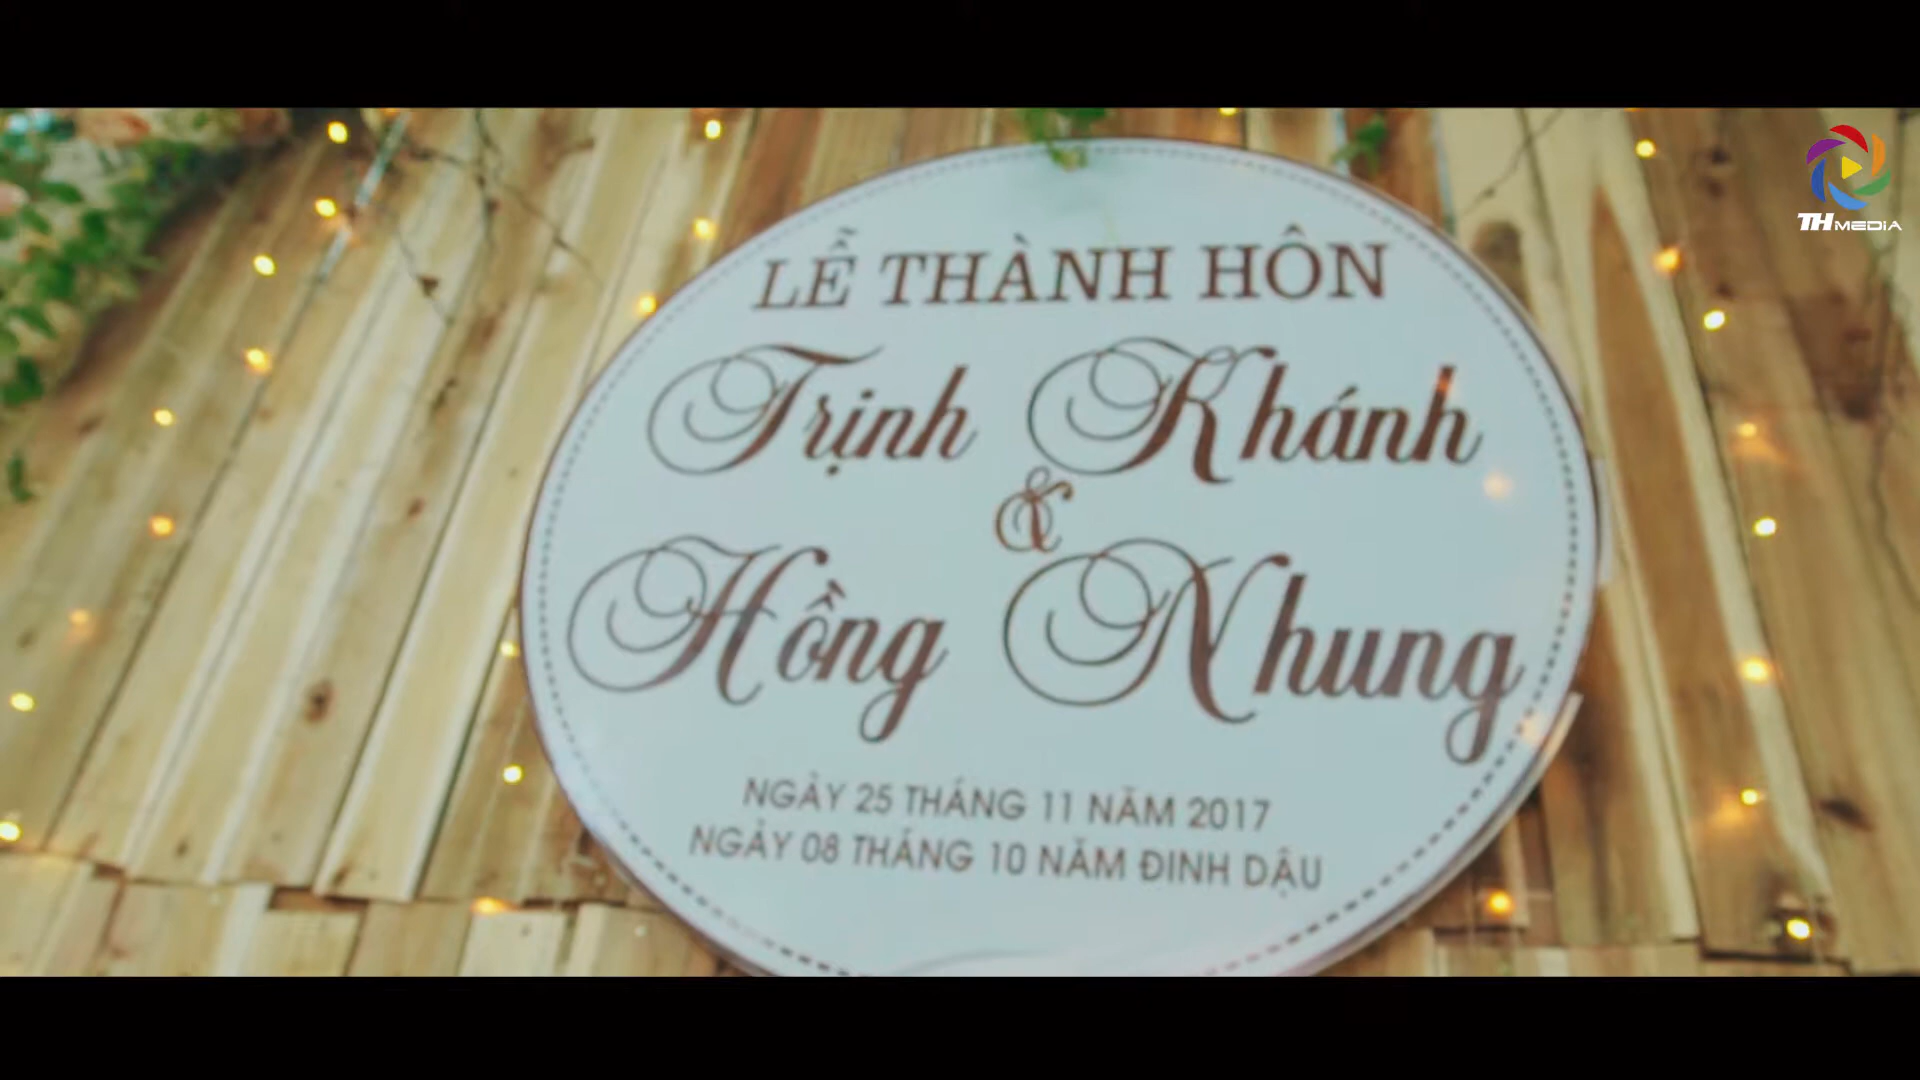 LỄ THÀNH HÔN
Trịnh Khánh
&
Hồng Nhung
NGÀY 25 THÁNG 11 NĂM 2017
NGÀY 08 THÁNG 10 NĂM ĐINH DẬU
TH MEDIA